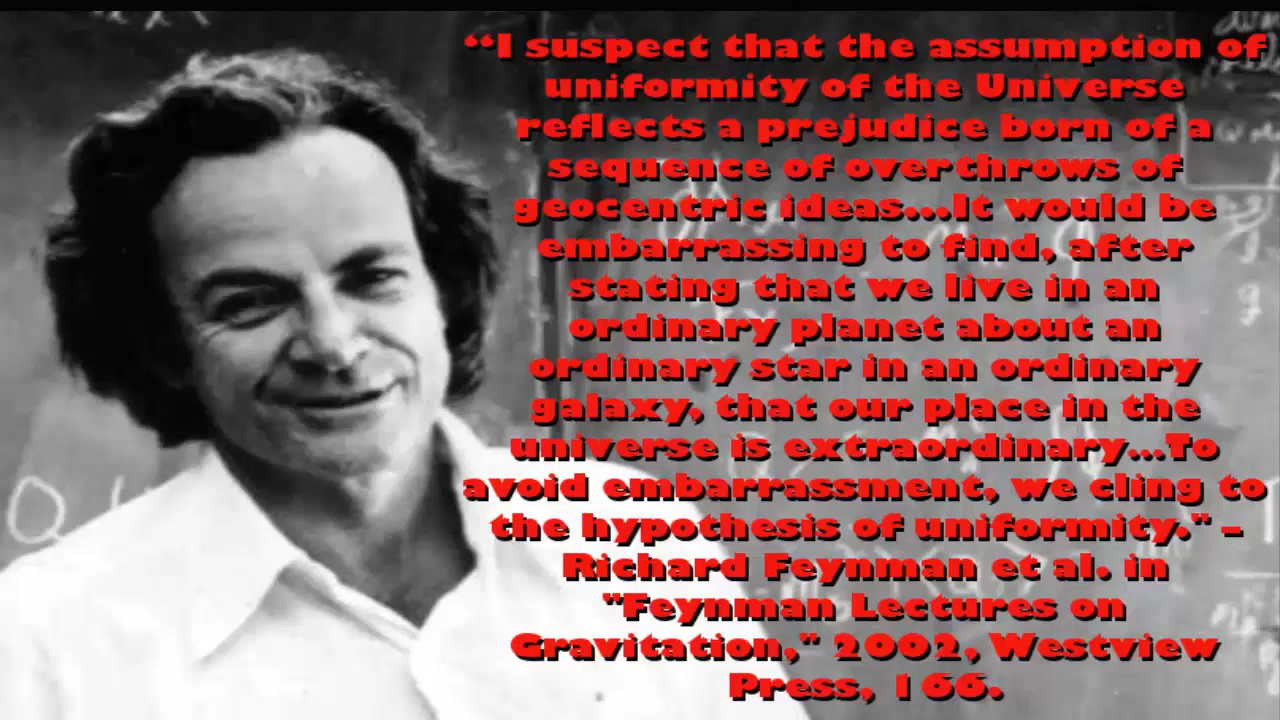 “I suspect that the assumption of
uniformity of the Universe
reflects a prejudice born of a
sequence of overthrows of
geocentric ideas...It would be
embarrassing to find, after
stating that we live in an
ordinary planet about an
ordinary star in an ordinary
galaxy, that our place in the
universe is extraordinary...To
avoid embarrassment, we cling to
the hypothesis of uniformity." –
Richard Feynman et al. in
"Feynman Lectures on
Gravitation," 2002, Westview
Press, 166.